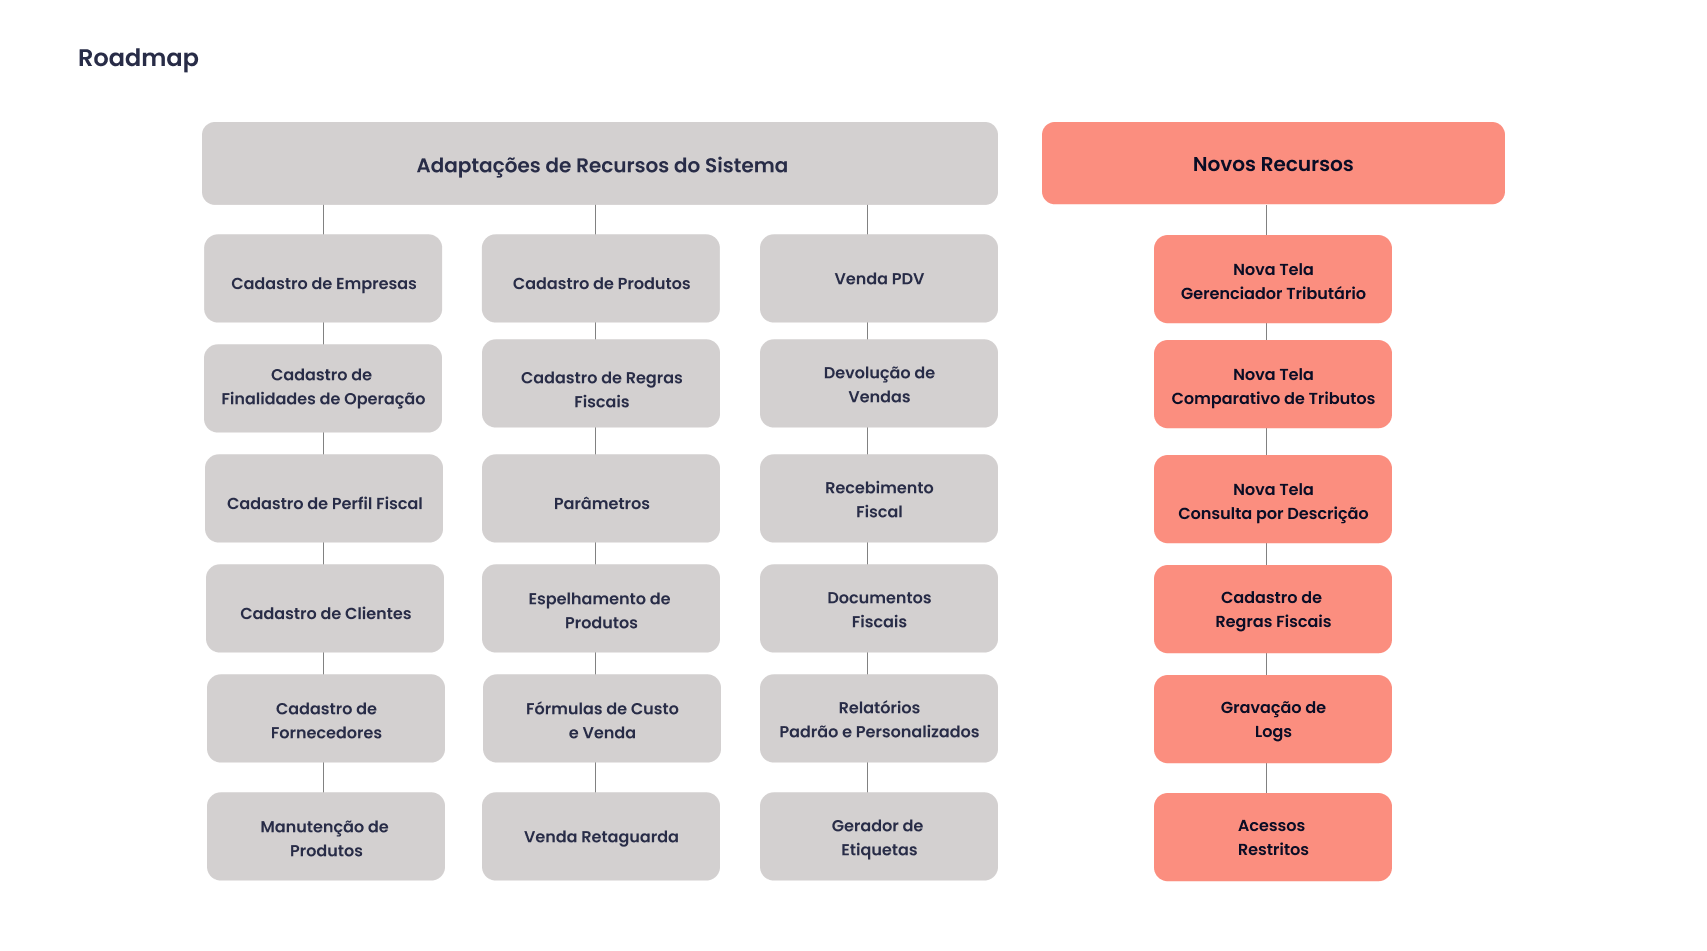 Roadmap
Adaptações de Recursos do Sistema
Cadastro de Empresas
Cadastro de
Finalidades de Operação
Cadastro de Perfil Fiscal
Cadastro de Clientes
Cadastro de
Fornecedores
Manutenção de
Produtos
Cadastro de Produtos
Cadastro de Regras
Fiscais
Parâmetros
Espelhamento de
Produtos
Fórmulas de Custo
e Venda
Venda Retaguarda
Venda PDV
Devolução de
Vendas
Recebimento
Fiscal
Documentos
Fiscais
Relatórios
Padrão e Personalizados
Gerador de
Etiquetas
Novos Recursos
Nova Tela
Gerenciador Tributário
Nova Tela
Comparativo de Tributos
Nova Tela
Consulta por Descrição
Cadastro de
Regras Fiscais
Gravação de
Logs
Acessos
Restritos